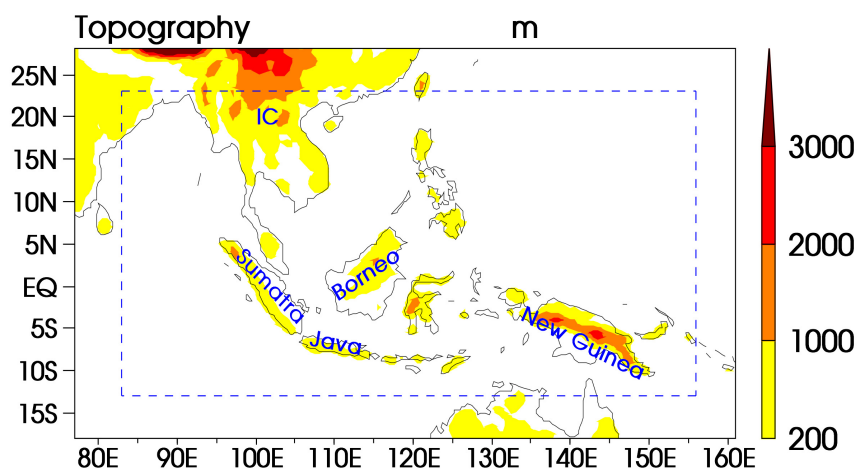 Topography m
25N
20N
15N
10N
5N
EQ
5S
10S
15S
80E 90E 100E 110E 120E 130E 140E 150E 160E
IC
Sumatra
Borneo
Java
New Guinea
3000
2000
1000
200